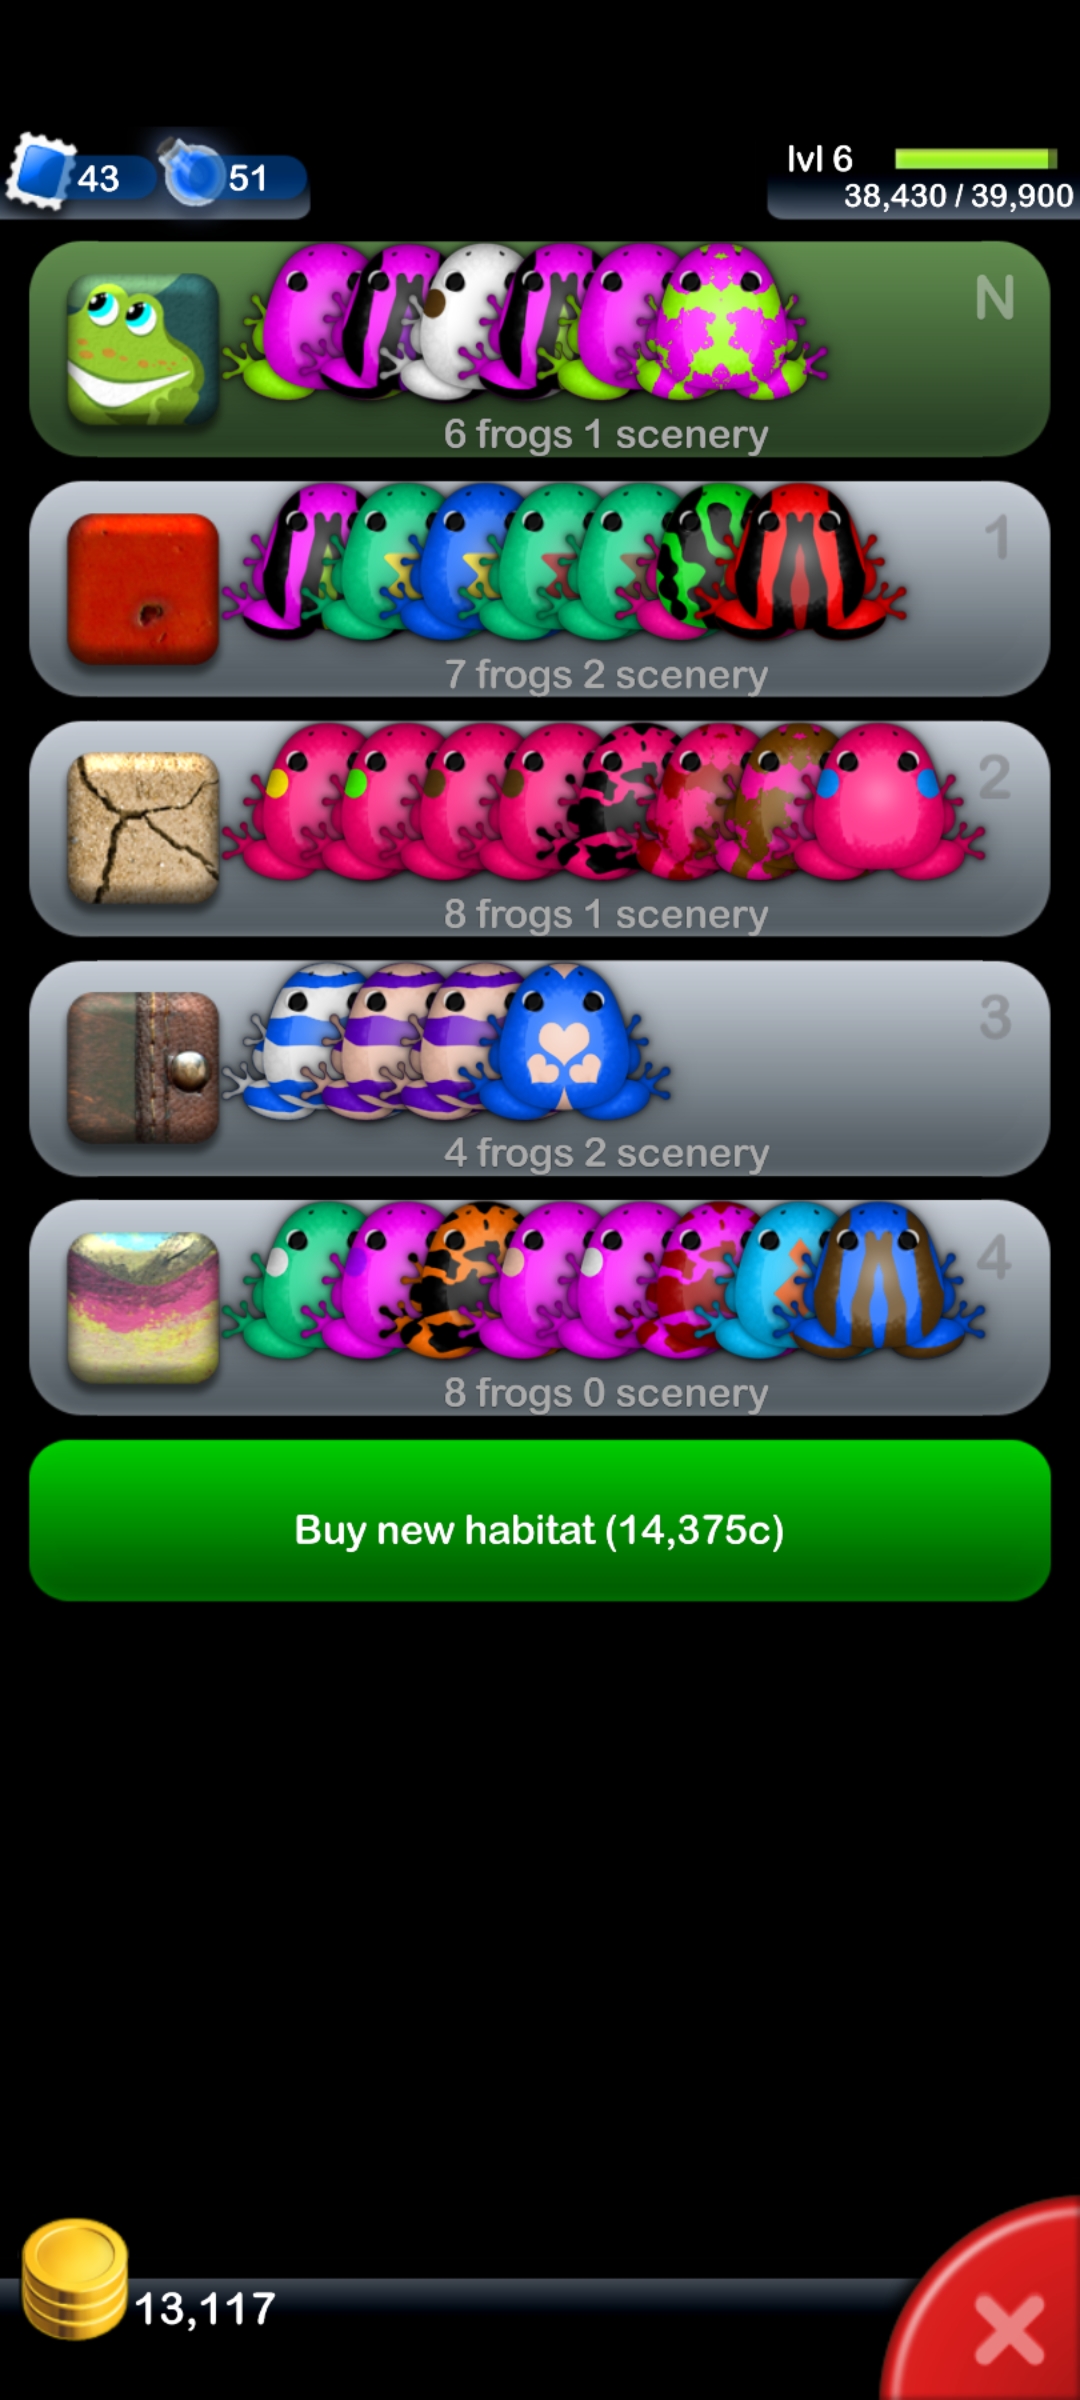 43
51
lvl 6
38,430 / 39,900
N
6 frogs 1 scenery
1
7 frogs 2 scenery
2
8 frogs 1 scenery
3
4 frogs 2 scenery
4
8 frogs 0 scenery
Buy new habitat (14,375c)
13,117